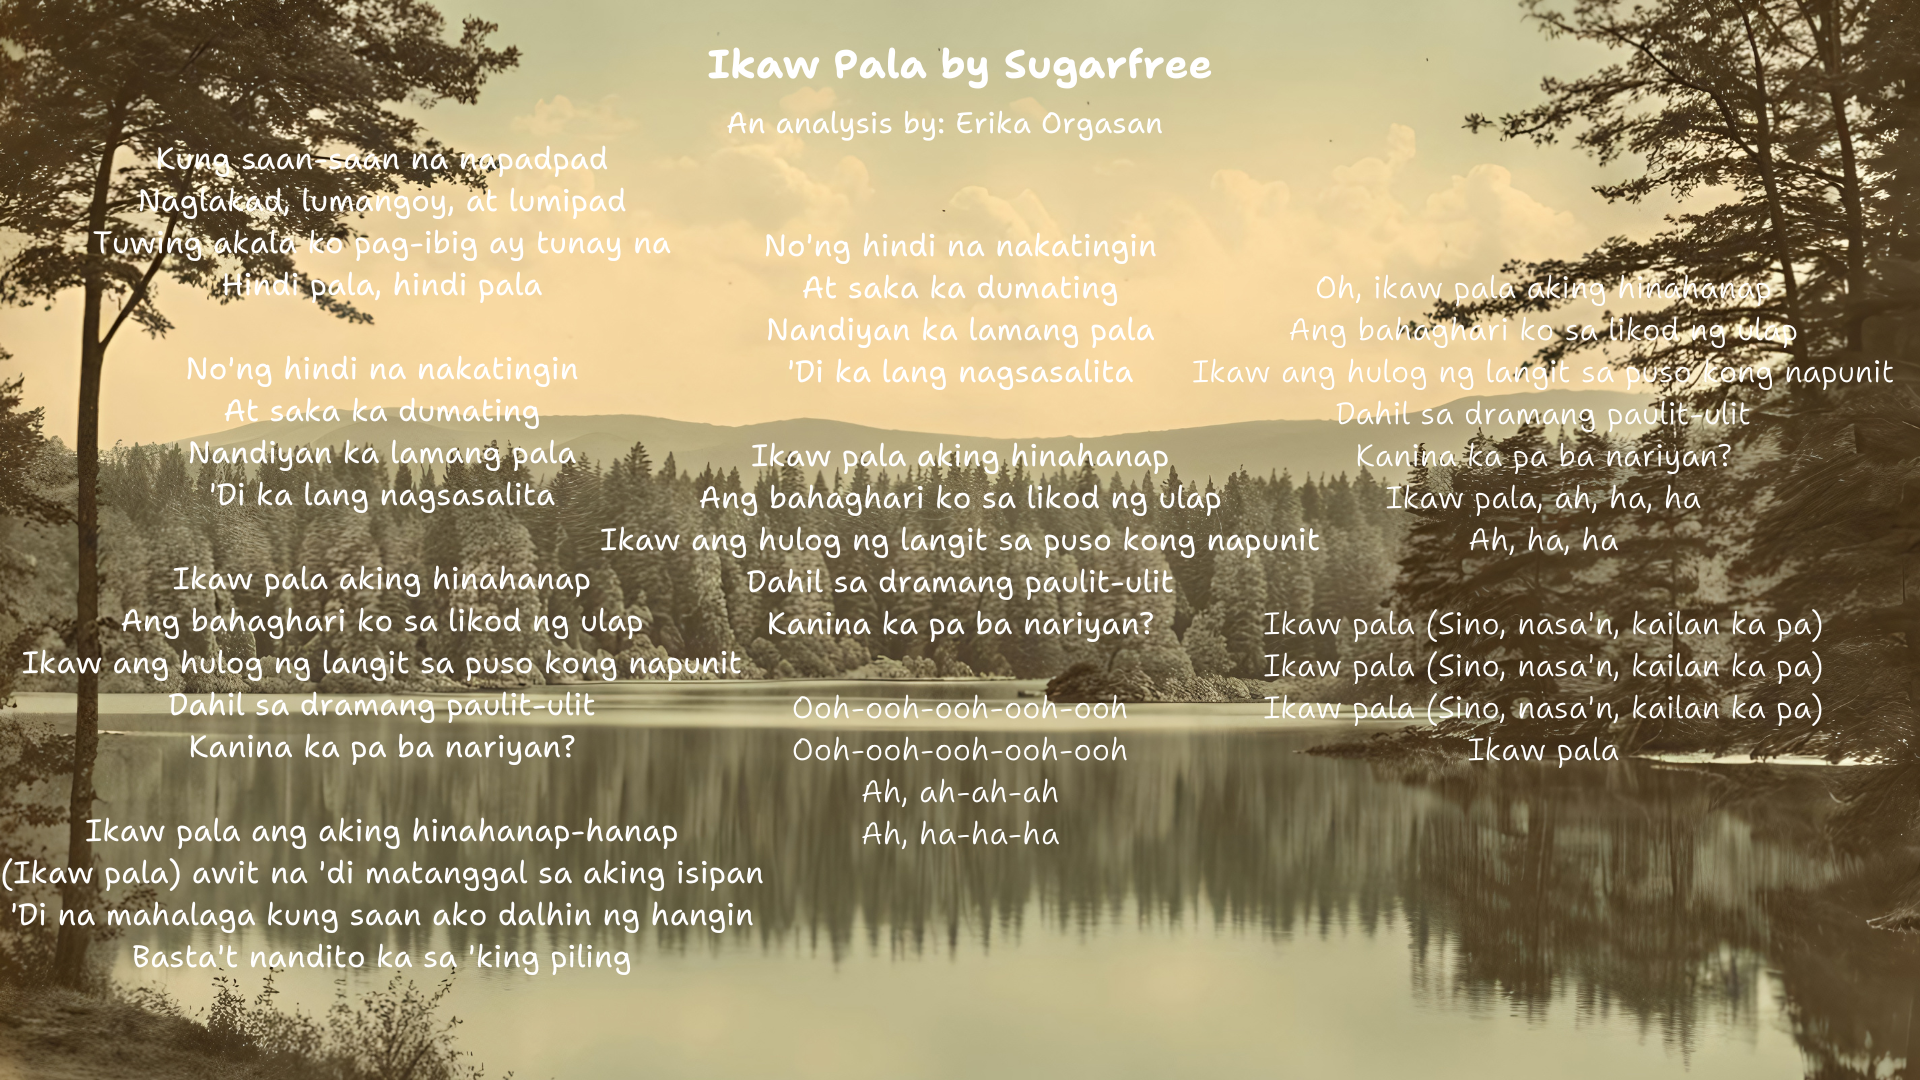 Ikaw Pala by Sugarfree
An analysis by: Erika Orgasan
Kung saan-saan na napadpad
Naglakad, lumangoy, at lumipad
Tuwing akala ko pag-ibig ay tunay na
Hindi pala, hindi pala
No'ng hindi na nakatingin
At saka ka dumating
Nandiyan ka lamang pala
'Di ka lang nagsasalita
Ikaw pala aking hinahanap
Ang bahaghari ko sa likod ng ulap
Ikaw ang hulog ng langit sa puso kong napunit
Dahil sa dramang paulit-ulit
Kanina ka pa ba nariyan?
Ikaw pala ang aking hinahanap-hanap
(Ikaw pala) awit na 'di matanggal sa aking isipan
'Di na mahalaga kung saan ako dalhin ng hangin
Basta't nandito ka sa 'king piling
No'ng hindi na nakatingin
At saka ka dumating
Nandiyan ka lamang pala
'Di ka lang nagsasalita
Ikaw pala aking hinahanap
Ang bahaghari ko sa likod ng ulap
Ikaw ang hulog ng langit sa puso kong napunit
Dahil sa dramang paulit-ulit
Kanina ka pa ba nariyan?
Ooh-ooh-ooh-ooh-ooh
Ooh-ooh-ooh-ooh-ooh
Ah, ah-ah-ah
Ah, ha-ha-ha
Oh, ikaw pala aking hinahanap
Ang bahaghari ko sa likod ng ulap
Ikaw ang hulog ng langit sa puso kong napunit
Dahil sa dramang paulit-ulit
Kanina ka pa ba nariyan?
Ikaw pala, ah, ha, ha
Ah, ha, ha
Ikaw pala (Sino, nasa'n, kailan ka pa)
Ikaw pala (Sino, nasa'n, kailan ka pa)
Ikaw pala (Sino, nasa'n, kailan ka pa)
Ikaw pala